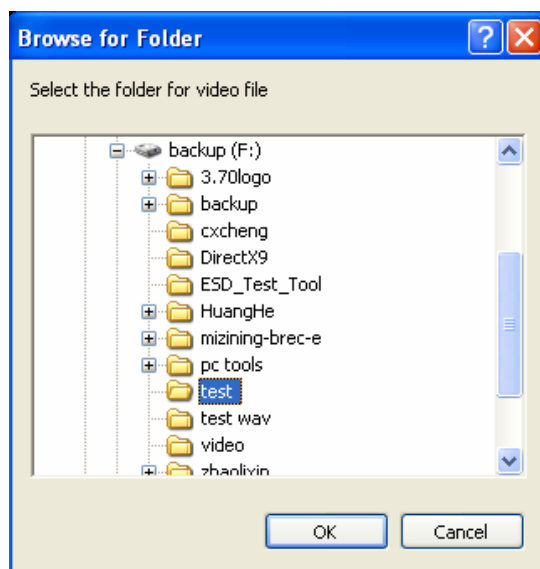 Browse for Folder
Select the folder for video file
backup (F:)
3.70logo
backup
cxcheng
DirectX9
ESD_Test_Tool
HuangHe
mizining-brec-e
pc tools
test
test wav
video
zhaolixin
OK
Cancel